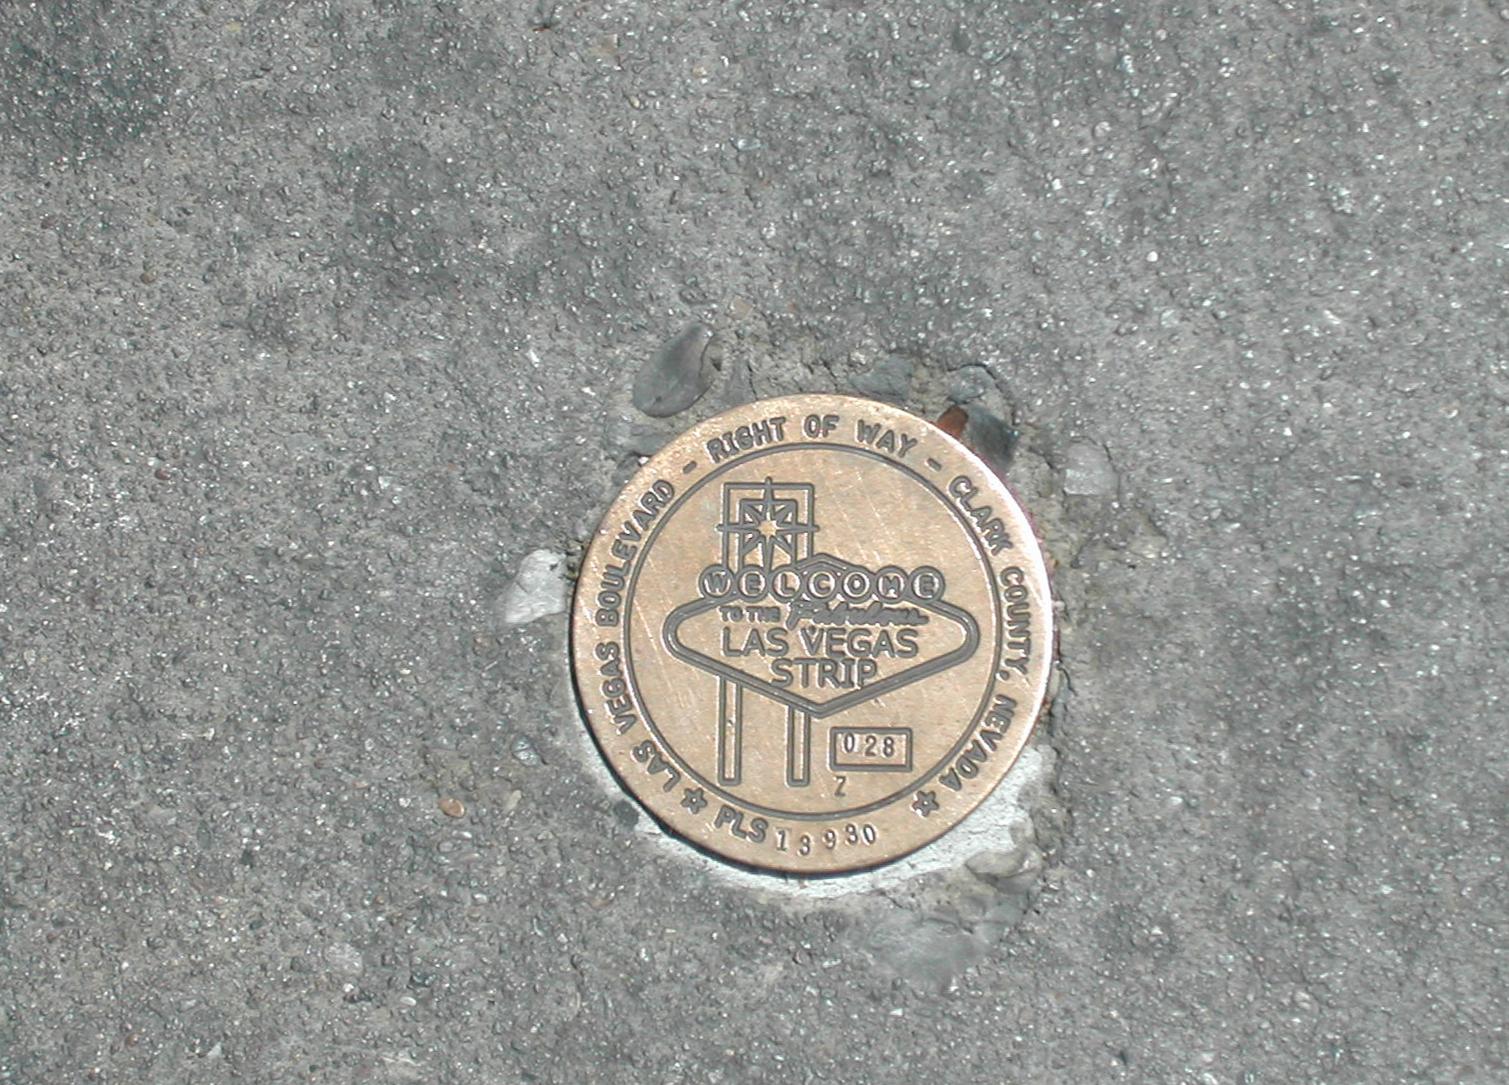 LAS VEGAS BOULEVARD - RIGHT OF WAY - CLARK COUNTY, NEVADA
WELCOME
TO THE Fabulous
LAS VEGAS
STRIP
028
Z
PLS 13930